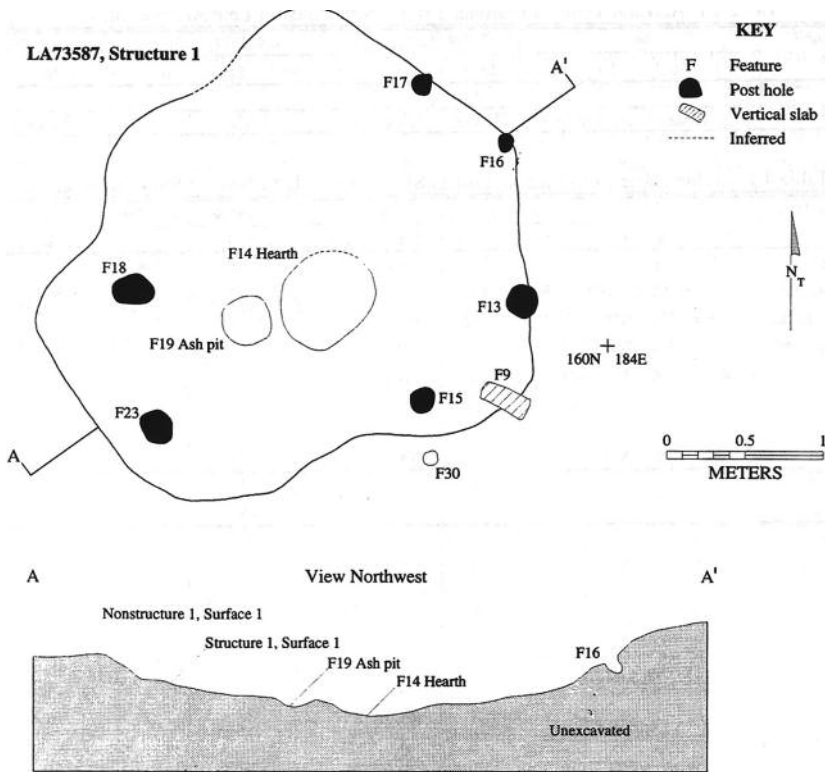 LA73587, Structure 1
KEY
F Feature
Post hole
Vertical slab
Inferred
A'
F17
F16
F14 Hearth
F18
N T
F13
F19 Ash pit
160N 184E
F9
F15
F23
A
F30
0 0.5 1
METERS
A View Northwest A'
Nonstructure 1, Surface 1
Structure 1, Surface 1
F19 Ash pit
F16
F14 Hearth
Unexcavated